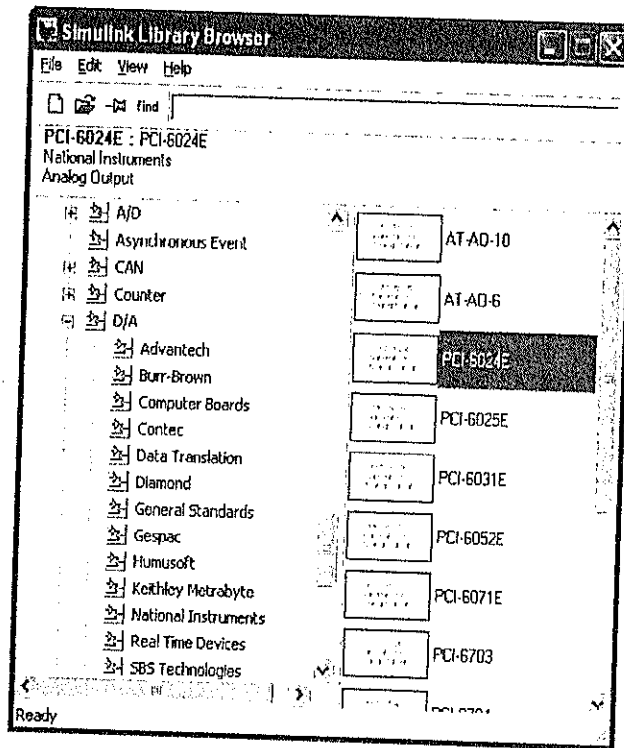 Simulink Library Browser
File Edit View Help
find
PCI-6024E : PCI-6024E
National Instruments
Analog Output
A/D
Asynchronous Event
CAN
Counter
D/A
Advantech
Burr-Brown
Computer Boards
Contec
Data Translation
Diamond
General Standards
Gespac
Humusoft
Keithley Metrabyte
National Instruments
Real Time Devices
SBS Technologies
AT-AO-10
AT-AO-6
PCI-6024E
PCI-6025E
PCI-6031E
PCI-6052E
PCI-6071E
PCI-6703
Ready